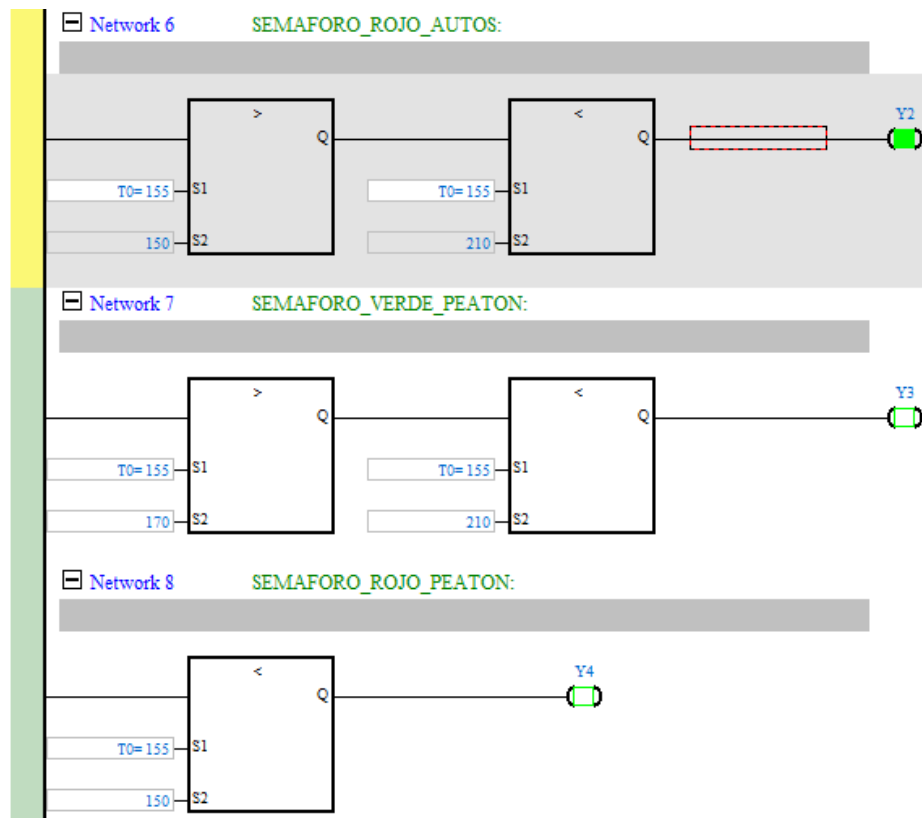 Network 6 SEMAFORO_ROJO_AUTOS:
> < Y2
Q Q
T0= 155 S1 T0= 155 S1
150 S2 210 S2
Network 7 SEMAFORO_VERDE_PEATON:
> < Y3
Q Q
T0= 155 S1 T0= 155 S1
170 S2 210 S2
Network 8 SEMAFORO_ROJO_PEATON:
< Y4
Q
T0= 155 S1
150 S2